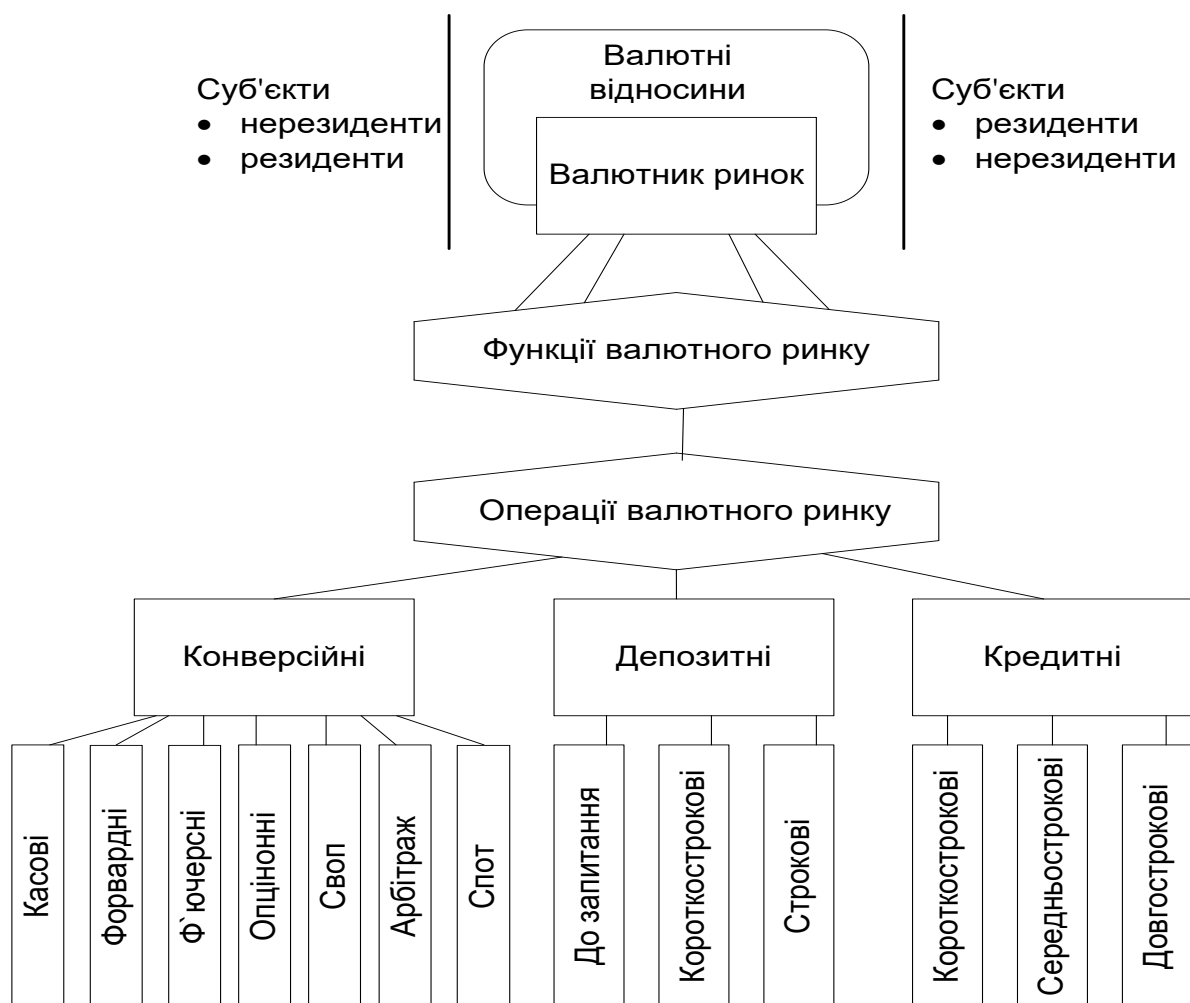 Валютні
відносини
Суб'єкти
• нерезиденти
• резиденти
Суб'єкти
• резиденти
• нерезиденти
Валютник ринок
Функції валютного ринку
Операції валютного ринку
Конверсійні
Депозитні
Кредитні
Касові
Форвардні
Ф`ючерсні
Опцінонні
Своп
Арбітраж
Спот
До запитання
Короткострокові
Строкові
Короткострокові
Середньострокові
Довгострокові